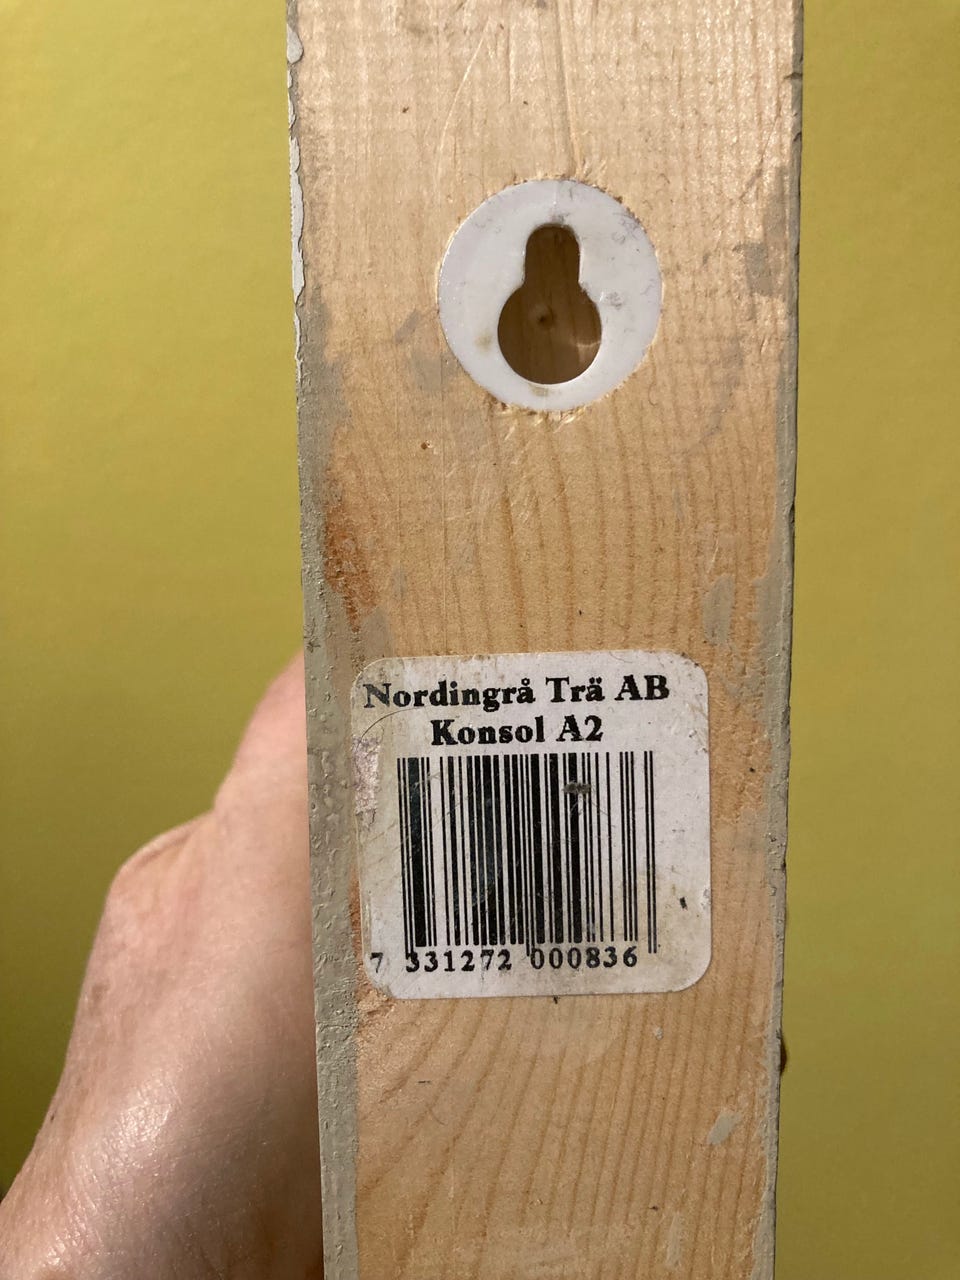 Nordingrå Trä AB
Konsol A2
7 331272 000836